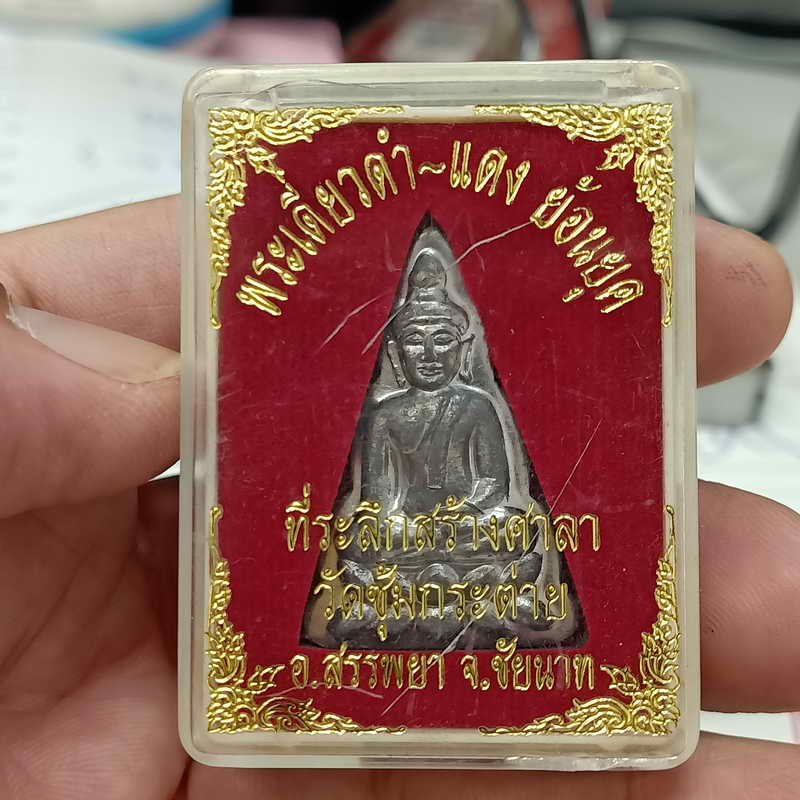 พระเดี่ยวดำ~แดง ย้อนยุค
ที่ระลึกสร้างศาลา
วัดซุ้มกระต่าย
อ.สรรพยา จ.ชัยนาท